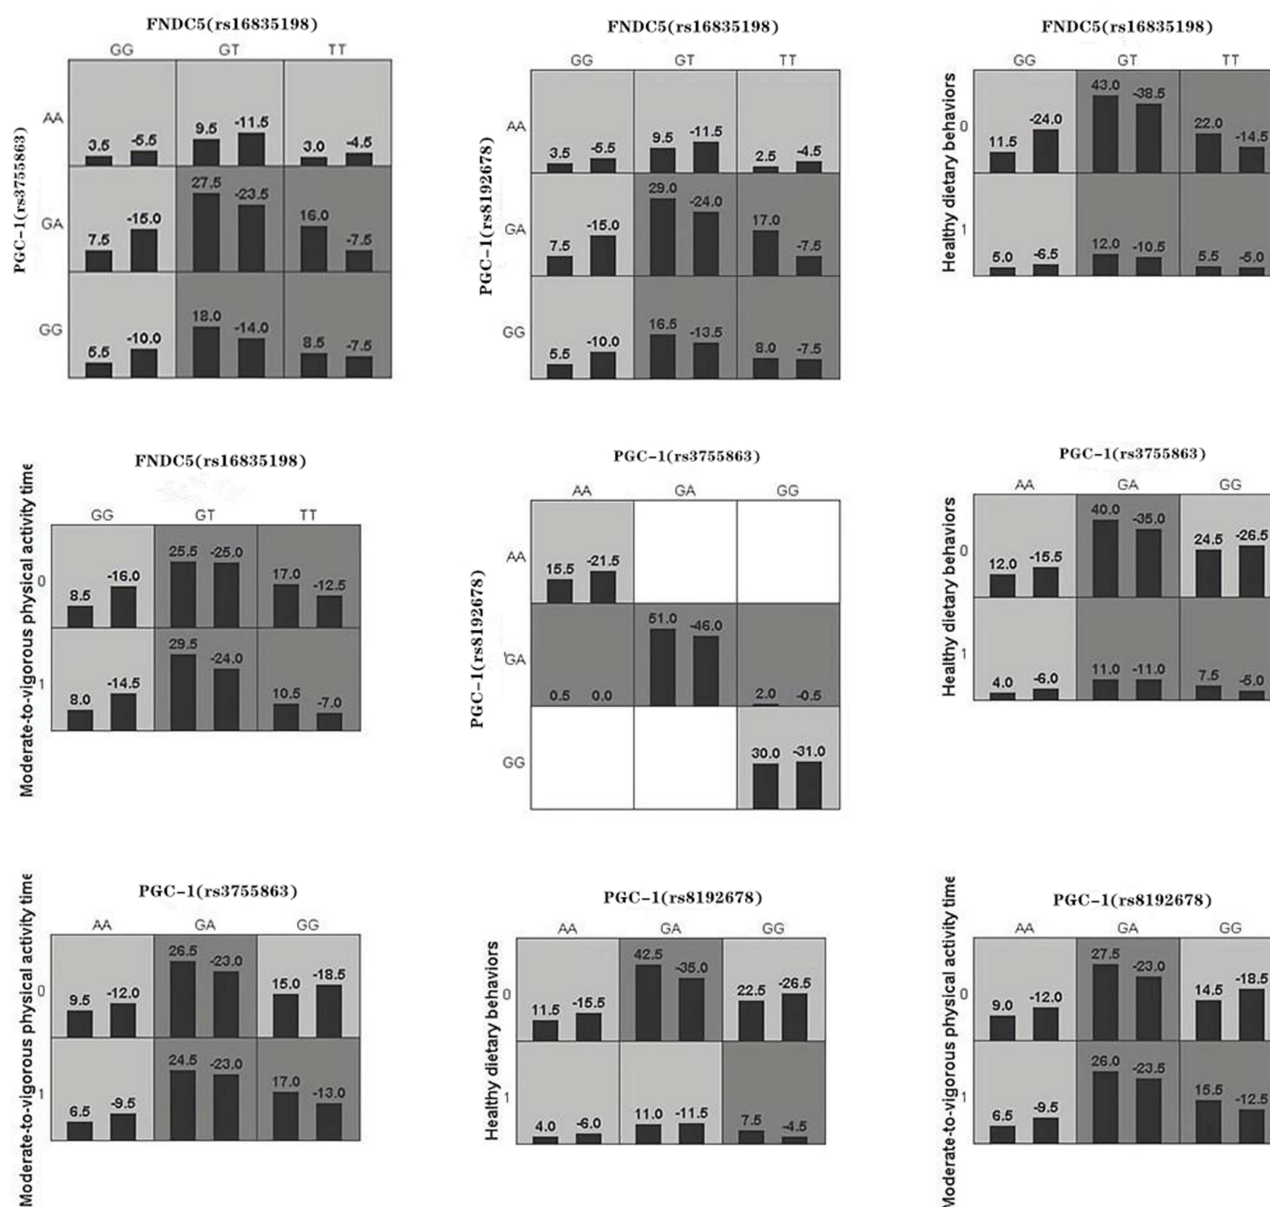 FNDC5(rs16835198)
GG GT TT
PGC-1(rs3755863)
AA
3.5 -5.5 9.5 -11.5 3.0 -4.5
GA
7.5 -15.0 27.5 -23.5 16.0 -7.5
GG
5.5 -10.0 18.0 -14.0 8.5 -7.5
FNDC5(rs16835198)
GG GT TT
PGC-1(rs8192678)
AA
3.5 -5.5 9.5 -11.5 2.5 -4.5
GA
7.5 -15.0 29.0 -24.0 17.0 -7.5
GG
5.5 -10.0 16.5 -13.5 8.0 -7.5
FNDC5(rs16835198)
GG GT TT
Healthy dietary behaviors
0
11.5 -24.0 43.0 -38.5 22.0 -14.5
1
5.0 -6.5 12.0 -10.5 5.5 -5.0
FNDC5(rs16835198)
GG GT TT
Moderate-to-vigorous physical activity time
0
8.5 -16.0 25.5 -25.0 17.0 -12.5
1
8.0 -14.5 29.5 -24.0 10.5 -7.0
PGC-1(rs3755863)
AA GA GG
PGC-1(rs8192678)
AA
15.5 -21.5
GA
0.5 0.0 51.0 -46.0 2.0 -0.5
GG
30.0 -31.0
PGC-1(rs3755863)
AA GA GG
Healthy dietary behaviors
0
12.0 -15.5 40.0 -35.0 24.5 -26.5
1
4.0 -6.0 11.0 -11.0 7.5 -5.0
PGC-1(rs3755863)
AA GA GG
Moderate-to-vigorous physical activity time
0
9.5 -12.0 26.5 -23.0 15.0 -18.5
1
6.5 -9.5 24.5 -23.0 17.0 -13.0
PGC-1(rs8192678)
AA GA GG
Healthy dietary behaviors
0
11.5 -15.5 42.5 -35.0 22.5 -26.5
1
4.0 -6.0 11.0 -11.5 7.5 -4.5
PGC-1(rs8192678)
AA GA GG
Moderate-to-vigorous physical activity time
0
9.0 -12.0 27.5 -23.0 14.5 -18.5
1
6.5 -9.5 26.0 -23.5 15.5 -12.5